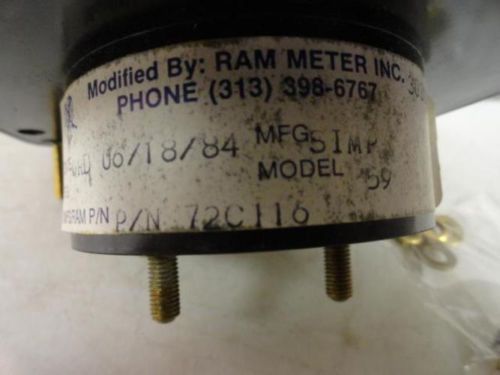 Modified By: RAM METER INC.
PHONE (313) 398-6767
06/18/84 MFG SIMP
MODEL 59
P/N P/N 72C116